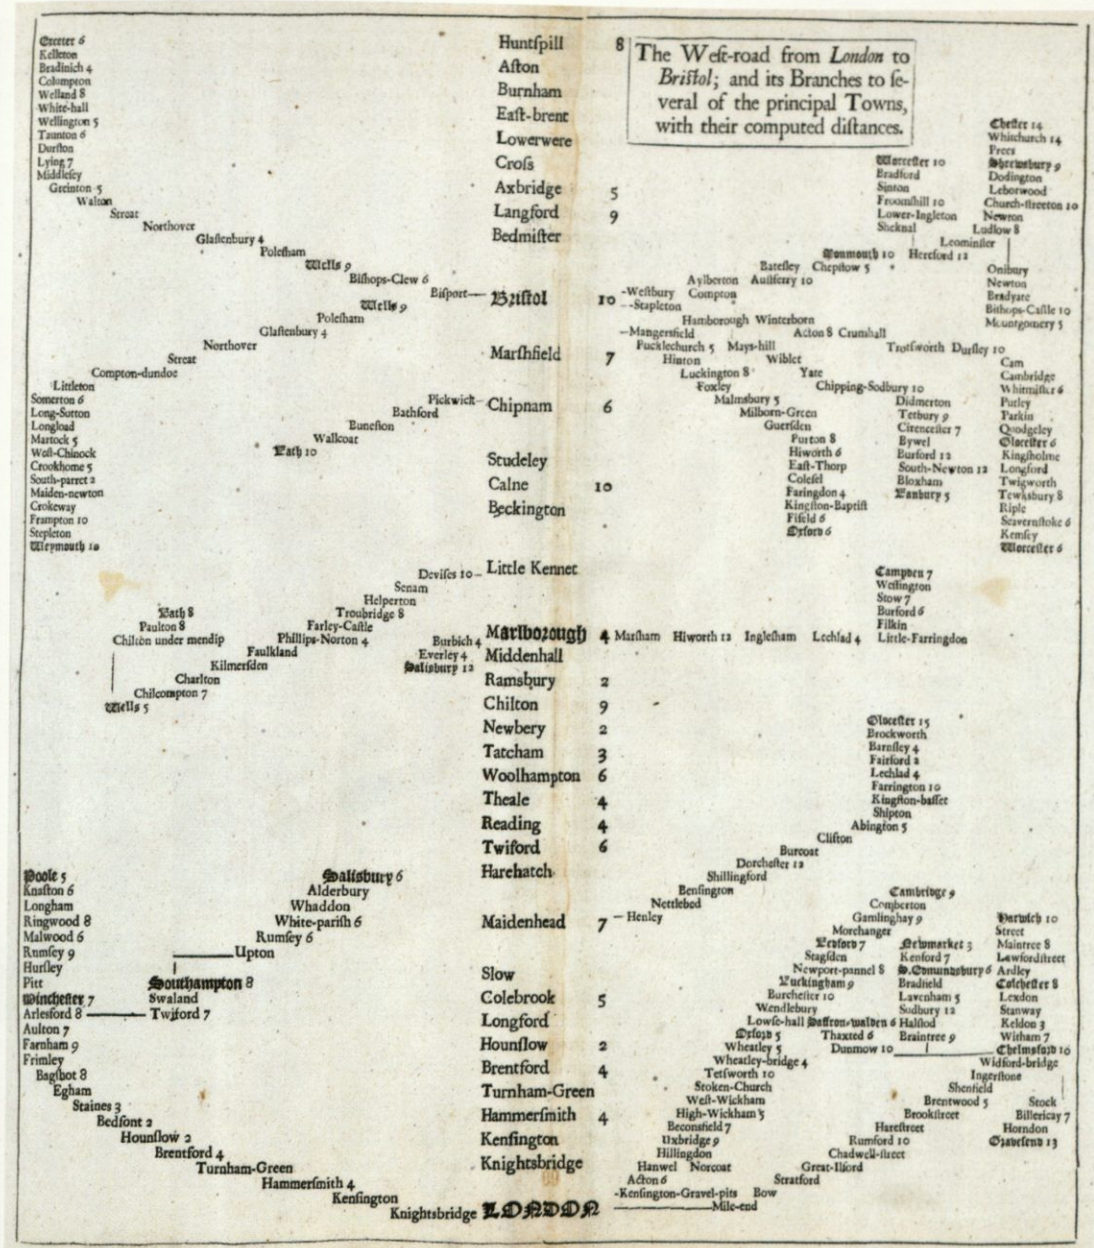 The Weſt-road from London to
Briſtol; and its Branches to ſe-
veral of the principal Towns,
with their computed diſtances.
Huntſpill 8
Aſton
Burnham
Eaſt-brent
Lowerwere
Croſs
Axbridge 5
Langford 9
Bedmiſter
Briſtol 10
Marſhfield 7
Chipnam 6
Studeley
Calne 10
Beckington
Little Kennet
Marlborough 4
Middenhall
Ramsbury 2
Chilton 9
Newbery 2
Tatcham 3
Woolhampton 6
Theale 4
Reading 4
Twiford 6
Harehatch
Maidenhead 7
Slow
Colebrook 5
Longford
Hounſlow 2
Brentford 4
Turnham-Green
Hammerſmith 4
Kenſington
Knightsbridge
LONDON
Exeter 6
Kelleton
Bradinich 4
Colompton
Welland 8
White-hall
Wellington 5
Taunton 6
Durſton
Lying 7
Middleſey
Greinton 5
Walton
Streat
Northover
Glaſtenbury 4
Poleſham
Wells 9
Biſhops-Clew 6
Biſport
Wells 9
Poleſham
Glaſtenbury 4
Northover
Streat
Compton-dundoe
Littleton
Somerton 6
Long-Sutton
Longload
Martock 5
Weſt-Chinock
Crookhome 5
South-parret 2
Maiden-newton
Crokeway
Frampton 10
Stepleton
Weymouth 10
Pickwick
Bathford
Buneſton
Wallcoat
Bath 10
Deviſes 10
Senam
Helperton
Troubridge 8
Farley-Caſtle
Phillips-Norton 4
Faulkland
Kilmerſden
Charlton
Chilcompton 7
Wells 5
Bath 8
Paulton 8
Chilton under mendip
Burbich 4
Everley 4
Salisbury 12
Poole 5
Knaſton 6
Longham
Ringwood 8
Malwood 6
Rumſey 9
Hurſley
Pitt
Wincheſter 7
Arlesford 8
Aulton 7
Farnham 9
Frimley
Bagſhot 8
Egham
Staines 3
Bedfont 2
Hounſlow 2
Brentford 4
Turnham-Green
Hammerſmith 4
Kenſington
Knightsbridge
Salisbury 6
Alderbury
Whaddon
White-pariſh 6
Rumſey 6
Upton
Southampton 8
Swaland
Twiford 7
Worceſter 10
Bradford
Sinton
Froomſhill 10
Lower-Ingleton
Sheknal
Cheſter 14
Whitchurch 14
Prees
Shrewsbury 9
Dodington
Leborwood
Church-ſtreeton 10
Newton
Ludlow 8
Leominſter
Monmouth 10 Hereford 12
Bateſley Chepſtow 5
Aylberton Auſtferry 10
-Weſtbury Compton
--Stapleton
Onibury
Newton
Bradyate
Biſhops-Caſtle 10
Mountgomery 5
Hamborough Winterborn
Mangersfield Acton 8 Crumhall
Pucklechurch 5 Mays-hill Trotſworth Durſley 10
Hinton Wiblet
Luckington 8 Yate
Foxley Chipping-Sodbury 10
Malmsbury 5
Milborn-Green
Guerſden
Purton 8
Hiworth 6
Eaſt-Thorp
Coleſel
Faringdon 4
Kingſton-Baptiſt
Fifeld 6
Oxford 6
Didmerton
Tetbury 9
Cirenceſter 7
Bywel
Burford 12
South-Newton 12
Bloxham
Banbury 5
Cam
Cambridge
Whitmiſter 6
Putley
Parkin
Quodgeley
Gloceſter 6
Kingſholme
Longford
Twigworth
Tewksbury 8
Riple
Seavernſtoke 6
Kemſey
Worceſter 6
Campden 7
Weſtington
Stow 7
Burford 6
Filkin
Marſham Hiworth 12 Ingleſham Lechlad 4 Little-Farringdon
Gloceſter 15
Brockworth
Barnſley 4
Fairford 2
Lechlad 4
Farrington 10
Kingſton-baſſet
Shipton
Abington 5
Clifton
Burcoat
Dorcheſter 12
Shillingford
Benſington
Nettlebed
Henley
Cambridge 9
Comberton
Gamlinghay 9
Morchanger
Bedford 7
Stagſden
Newport-pannel 8
Buckingham 9
Burcheſter 10
Wendlebury
Lowſe-hall
Oxford 5
Wheatley 5
Wheatley-bridge 4
Tetſworth 10
Stoken-Church
Weſt-Wickham
High-Wickham 5
Beconsfield 7
Uxbridge 9
Hillingdon
Hanwel Norcoat
Acton 6
-Kenſington-Gravel-pits
Newmarket 3
Kenford 7
S.Edmundsbury 6
Bradfield
Lavenham 5
Sudbury 12
Halſtod
Braintree 9
Saffron-walden 6
Thaxted 6
Dunmow 10
Harwich 10
Street
Maintree 8
Lawfordſtreet
Ardley
Colcheſter 8
Lexdon
Stanway
Keldon 3
Witham 7
Chelmsford 10
Widford-bridge
Ingerſtone
Shenfield
Brentwood 5
Brookſtreet
Hareſtreet
Rumford 10
Chadwell-ſtreet
Great-Ilford
Stratford
Bow
Mile-end
Stock
Billericay 7
Horndon
Graveſend 13